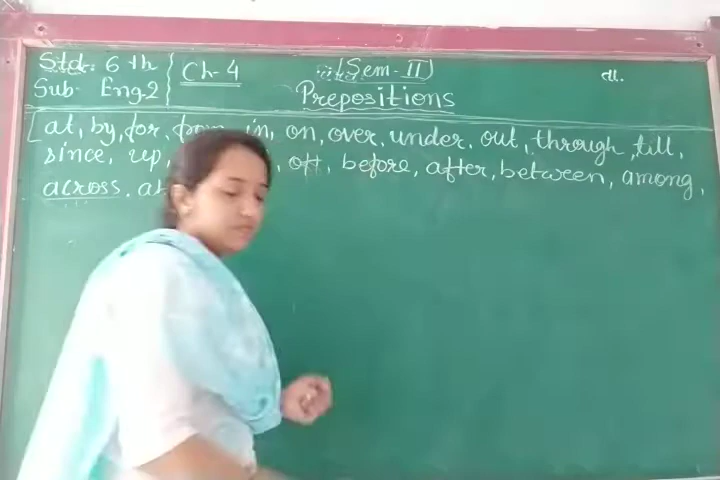 Std: 6 th
Sub: Eng-2
Ch-4
(Sem-II)
dt.
Prepositions
[at, by, for, from, in, on, over, under, out, through, till,
since, up, off, before, after, between, among,
across.